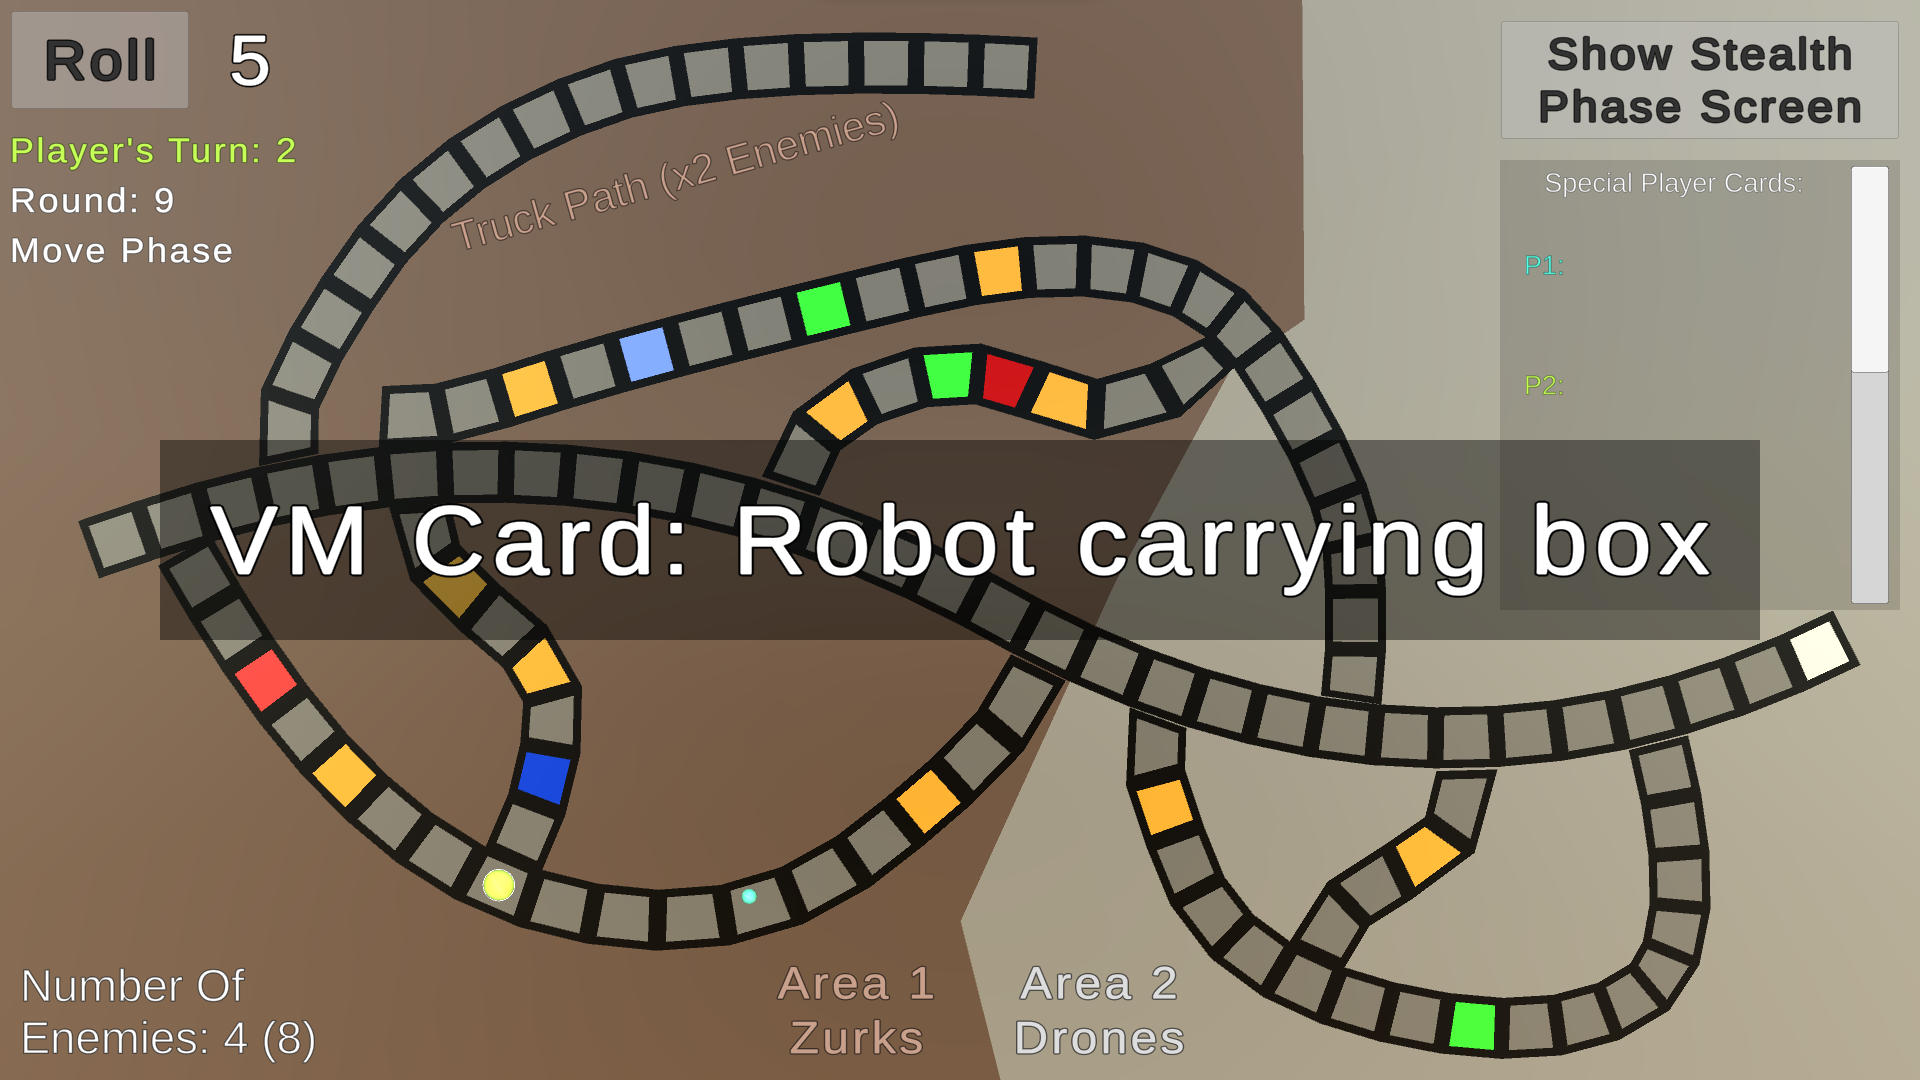 Roll
5
Player's Turn: 2
Round: 9
Move Phase
Truck Path (x2 Enemies)
Show Stealth
Phase Screen
Special Player Cards:
P1:
P2:
VM Card: Robot carrying box
Number Of
Enemies: 4 (8)
Area 1
Zurks
Area 2
Drones